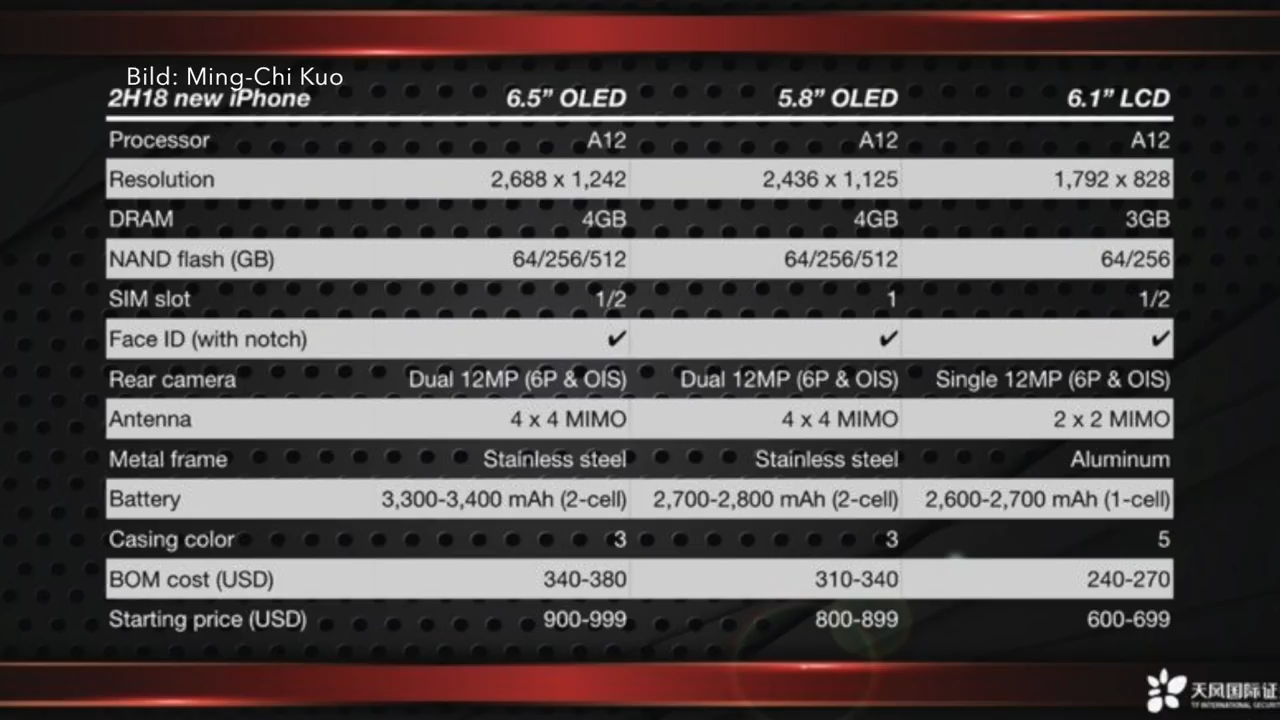 Bild: Ming-Chi Kuo
2H18 new iPhone 6.5” OLED 5.8” OLED 6.1” LCD
Processor A12 A12 A12
Resolution 2,688 x 1,242 2,436 x 1,125 1,792 x 828
DRAM 4GB 4GB 3GB
NAND flash (GB) 64/256/512 64/256/512 64/256
SIM slot 1/2 1 1/2
Face ID (with notch) ✔ ✔ ✔
Rear camera Dual 12MP (6P & OIS) Dual 12MP (6P & OIS) Single 12MP (6P & OIS)
Antenna 4 x 4 MIMO 4 x 4 MIMO 2 x 2 MIMO
Metal frame Stainless steel Stainless steel Aluminum
Battery 3,300-3,400 mAh (2-cell) 2,700-2,800 mAh (2-cell) 2,600-2,700 mAh (1-cell)
Casing color 3 3 5
BOM cost (USD) 340-380 310-340 240-270
Starting price (USD) 900-999 800-899 600-699
天风国际证
TF INTERNATIONAL